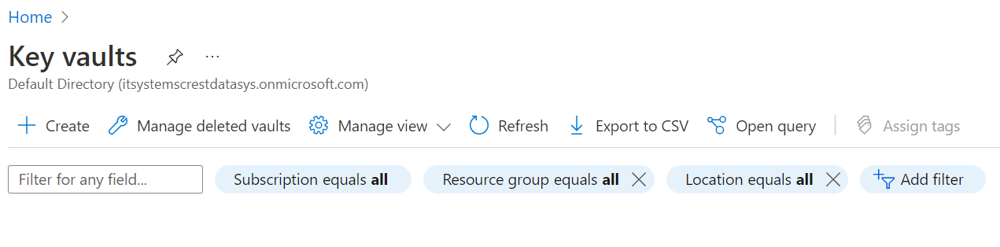 Home
Key vaults
Default Directory (itsystemscrestdatasys.onmicrosoft.com)
Create Manage deleted vaults Manage view Refresh Export to CSV Open query Assign tags
Filter for any field... Subscription equals all Resource group equals all Location equals all Add filter